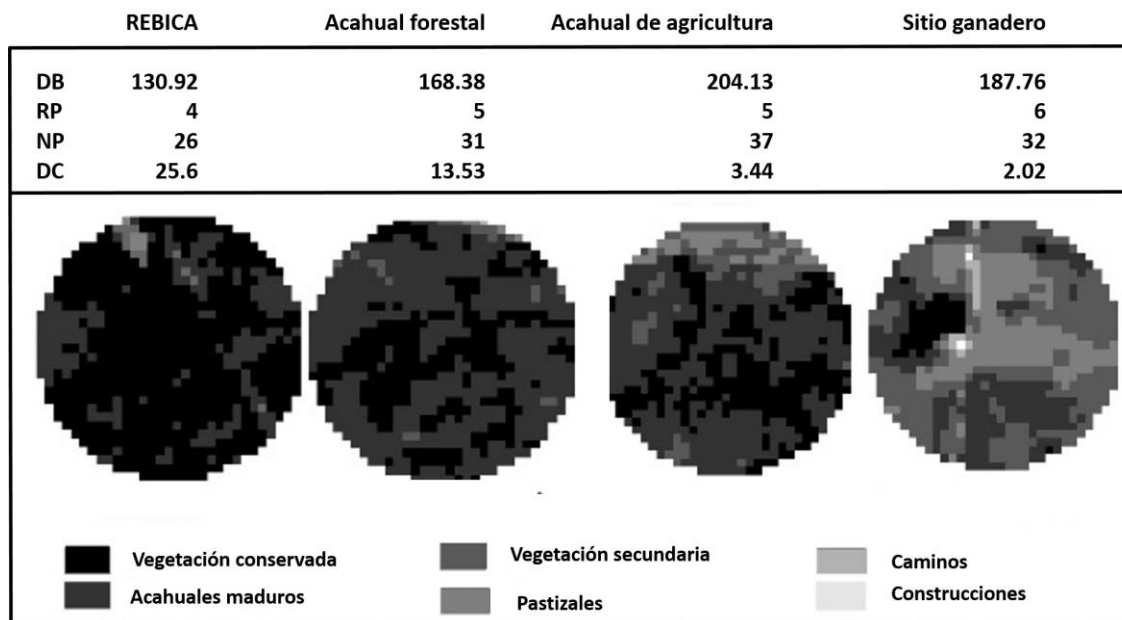 REBICA Acahual forestal Acahual de agricultura Sitio ganadero
DB 130.92 168.38 204.13 187.76
RP 4 5 5 6
NP 26 31 37 32
DC 25.6 13.53 3.44 2.02
Vegetación conservada Vegetación secundaria Caminos
Acahuales maduros Pastizales Construcciones